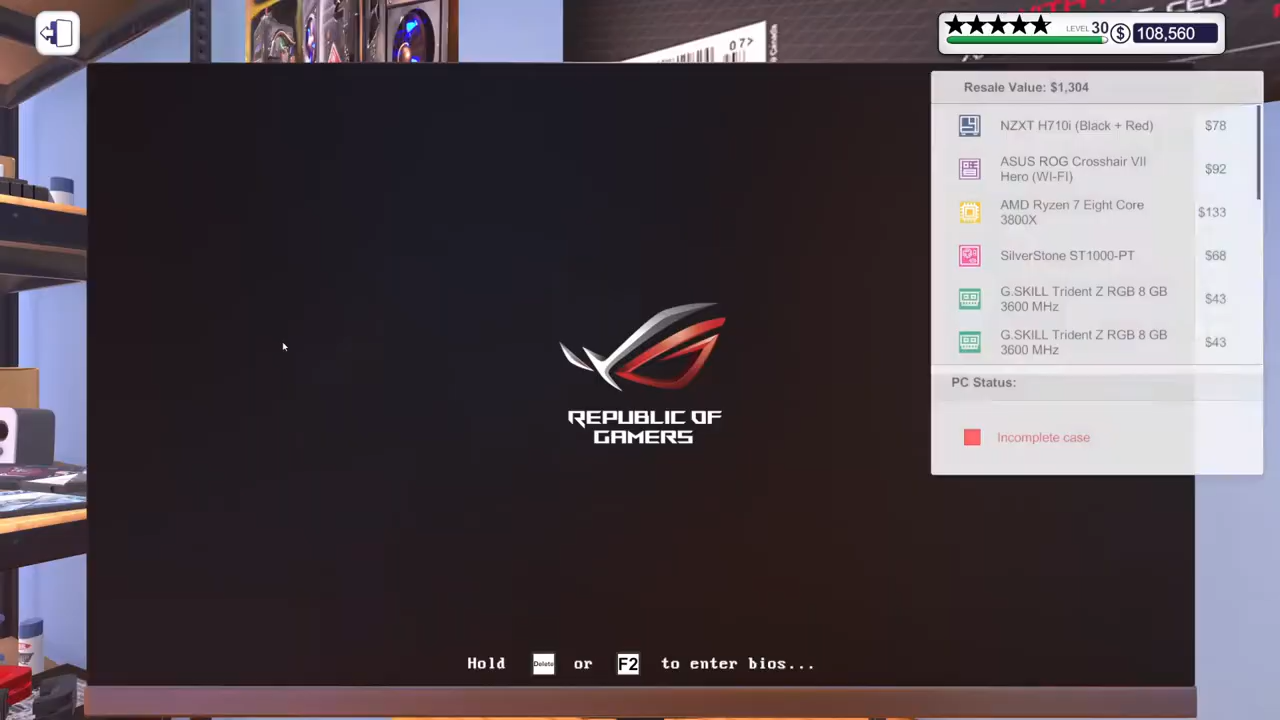 07>
Canada
LEVEL 30
$ 108,560
Resale Value: $1,304
NZXT H710i (Black + Red) $78
ASUS ROG Crosshair VII
Hero (WI-FI) $92
AMD Ryzen 7 Eight Core
3800X $133
SilverStone ST1000-PT $68
G.SKILL Trident Z RGB 8 GB
3600 MHz $43
G.SKILL Trident Z RGB 8 GB
3600 MHz $43
PC Status:
Incomplete case
REPUBLIC OF
GAMERS
Hold Delete or F2 to enter bios...